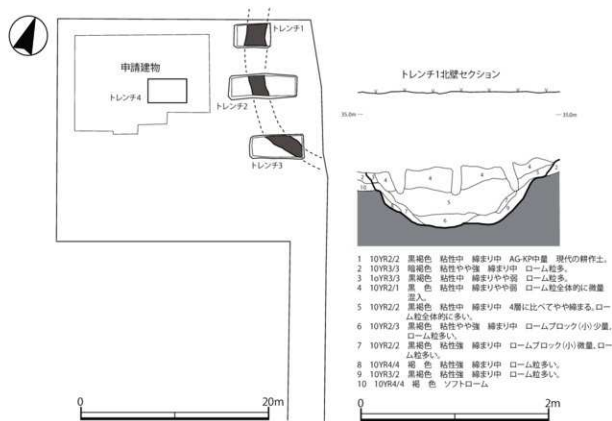 トレンチ1
申請建物
トレンチ4
トレンチ2
トレンチ3
0
20m
トレンチ1北壁セクション
35.0m
35.0m
1 10YR2/2 黒褐色 粘性中 締まり中 AG-KP中量 現代の耕作土。
2 10YR3/3 暗褐色 粘性やや強 締まり中 ローム粒多。
3 1oYR3/3 黒褐色 粘性中 締まりやや弱 ローム粒多。
4 10YR2/1 黒 色 粘性中 締まりやや弱 ローム粒全体的に微量
混入。
5 10YR2/2 黒褐色 粘性中 締まり中 4層に比べてやや締まる。ロー
ム粒全体的に多い。
6 10YR2/3 黒褐色 粘性やや強 締まり中 ロームブロック(小)少量、
ローム粒多い。
7 10YR2/2 黒褐色 粘性強 締まり中 ロームブロック(小)微量、ロー
ム粒多い。
8 10YR4/4 褐 色 粘性強 締まり中 ローム粒多い。
9 10YR3/2 黒褐色 粘性強 締まり中 ローム粒多い。
10 10YR4/4 褐 色 ソフトローム
0
2m